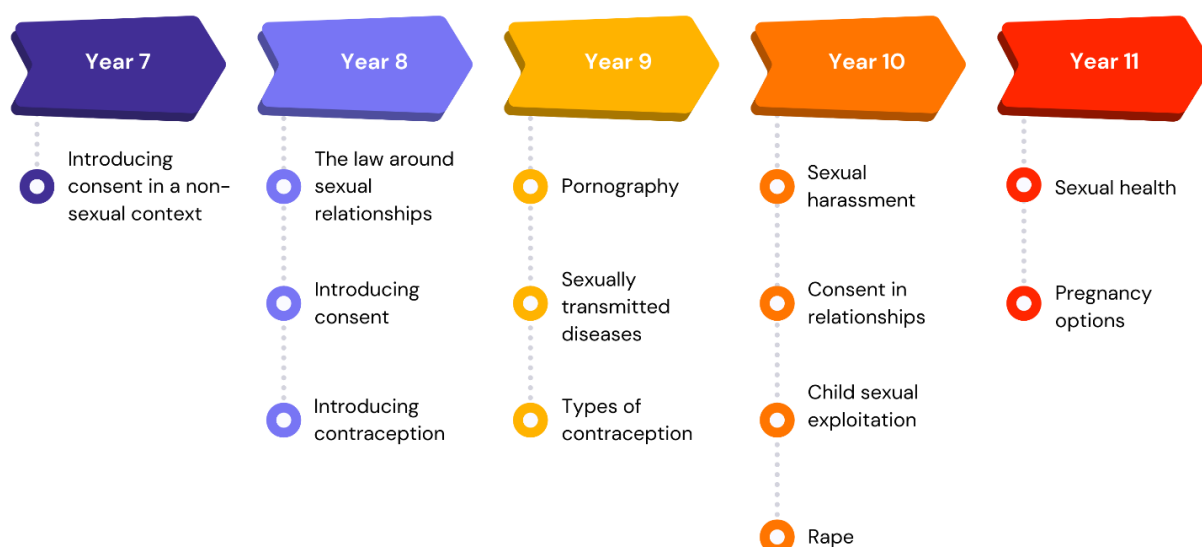 Year 7
Introducing
consent in a non-
sexual context
Year 8
The law around
sexual
relationships
Introducing
consent
Introducing
contraception
Year 9
Pornography
Sexually
transmitted
diseases
Types of
contraception
Year 10
Sexual
harassment
Consent in
relationships
Child sexual
exploitation
Rape
Year 11
Sexual health
Pregnancy
options